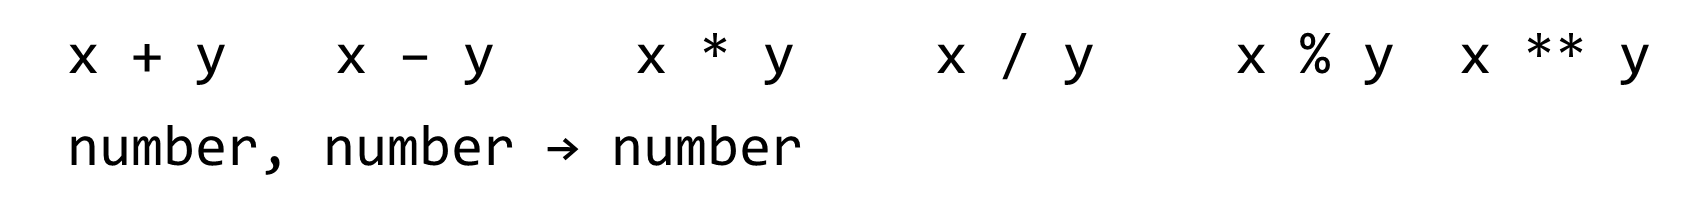 x + y x – y x * y x / y x % y x ** y
number, number → number